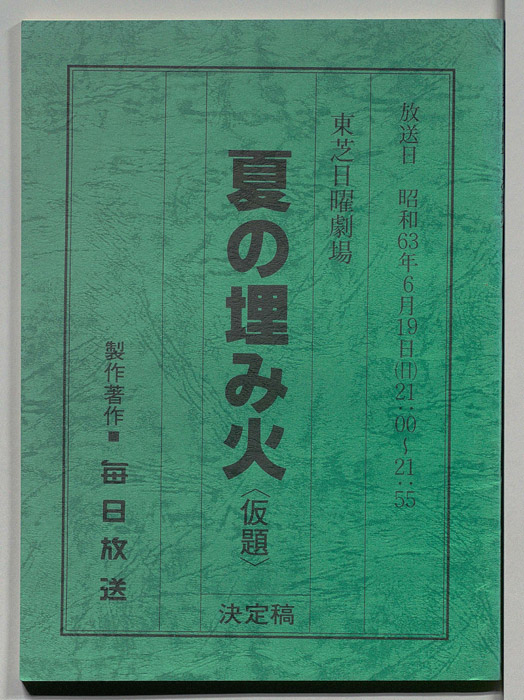 放送日　昭和63年6月19日(日)21:00〜21:55
東芝日曜劇場
夏の埋み火〈仮題〉
決定稿
製作著作■毎日放送